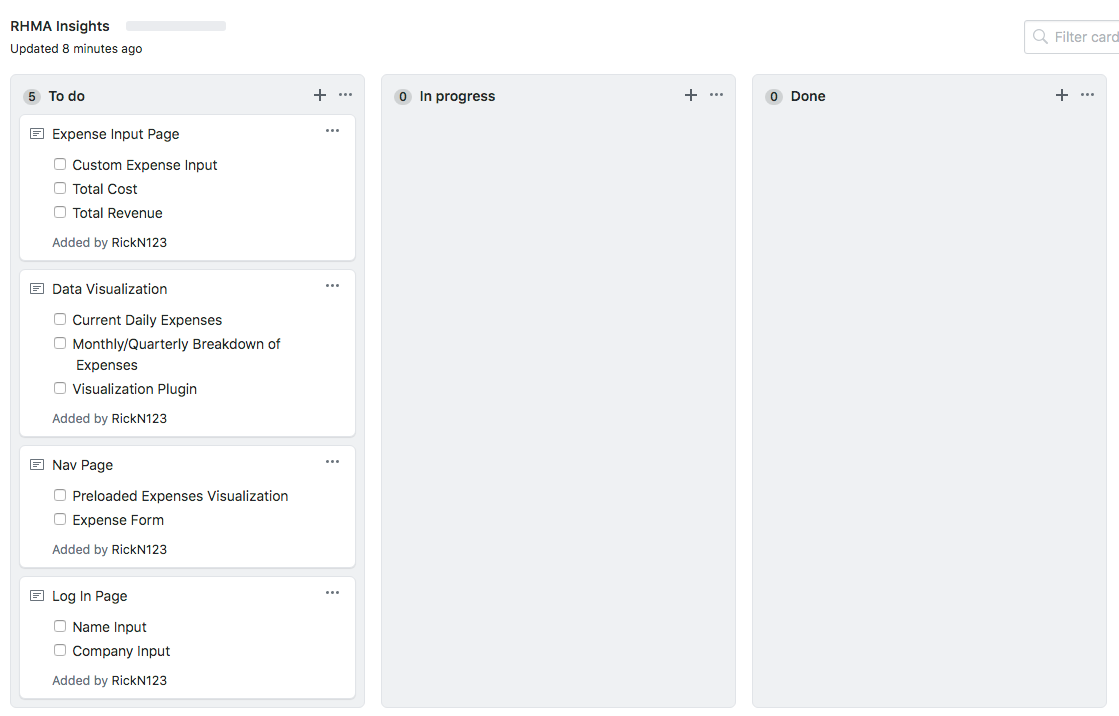 RHMA Insights
Updated 8 minutes ago
Filter card
5 To do
Expense Input Page
Custom Expense Input
Total Cost
Total Revenue
Added by RickN123
Data Visualization
Current Daily Expenses
Monthly/Quarterly Breakdown of
Expenses
Visualization Plugin
Added by RickN123
Nav Page
Preloaded Expenses Visualization
Expense Form
Added by RickN123
Log In Page
Name Input
Company Input
Added by RickN123
0 In progress
0 Done